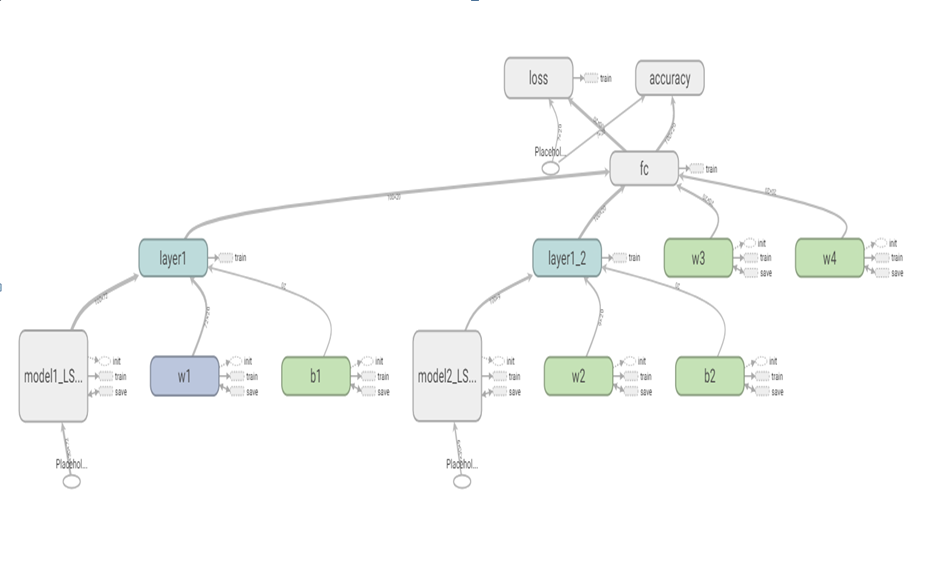 loss
train
accuracy
Placehol...
fc
train
layer1
train
layer1_2
train
w3
init
train
save
w4
init
train
save
model1_LS...
init
train
save
w1
init
train
save
b1
init
train
save
model2_LS...
init
train
save
w2
init
train
save
b2
init
train
save
Placehol...
Placehol...